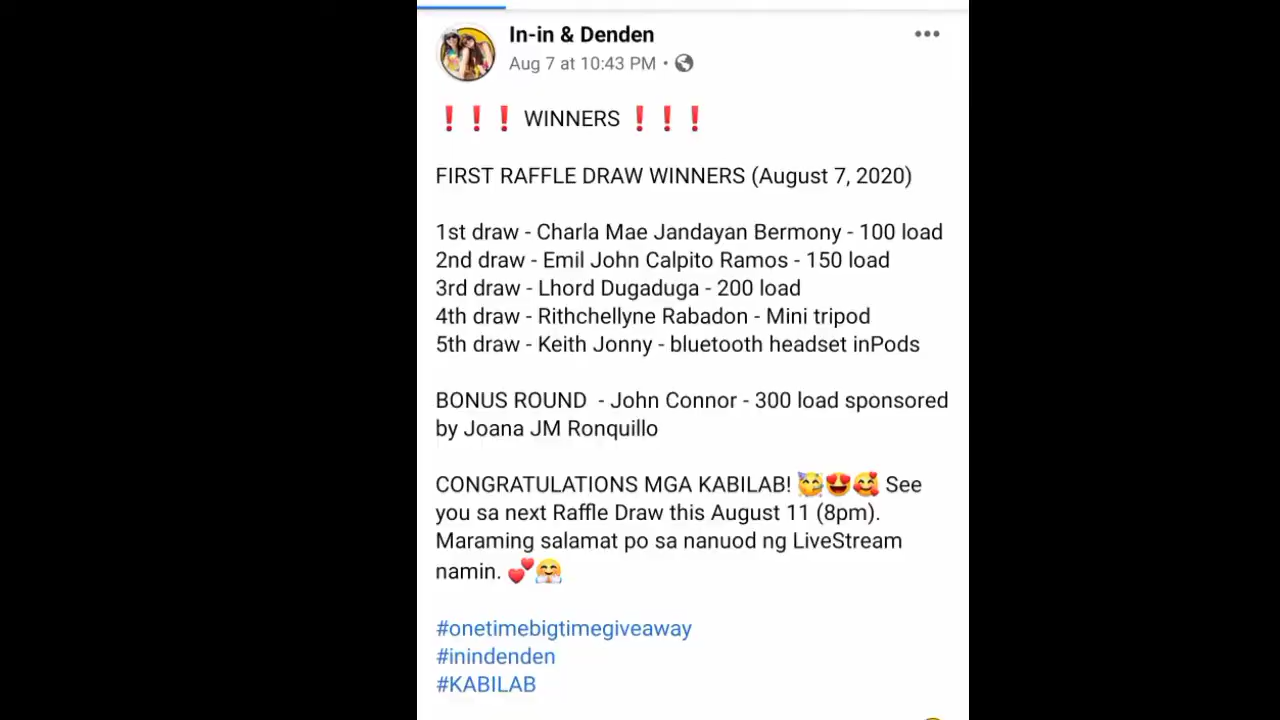 In-in & Denden
Aug 7 at 10:43 PM •
❗❗❗ WINNERS ❗❗❗
FIRST RAFFLE DRAW WINNERS (August 7, 2020)
1st draw - Charla Mae Jandayan Bermony - 100 load
2nd draw - Emil John Calpito Ramos - 150 load
3rd draw - Lhord Dugaduga - 200 load
4th draw - Rithchellyne Rabadon - Mini tripod
5th draw - Keith Jonny - bluetooth headset inPods
BONUS ROUND - John Connor - 300 load sponsored
by Joana JM Ronquillo
CONGRATULATIONS MGA KABILAB! 🥳😍🥰 See
you sa next Raffle Draw this August 11 (8pm).
Maraming salamat po sa nanuod ng LiveStream
namin. 💕🤗
#onetimebigtimegiveaway
#inindenden
#KABILAB